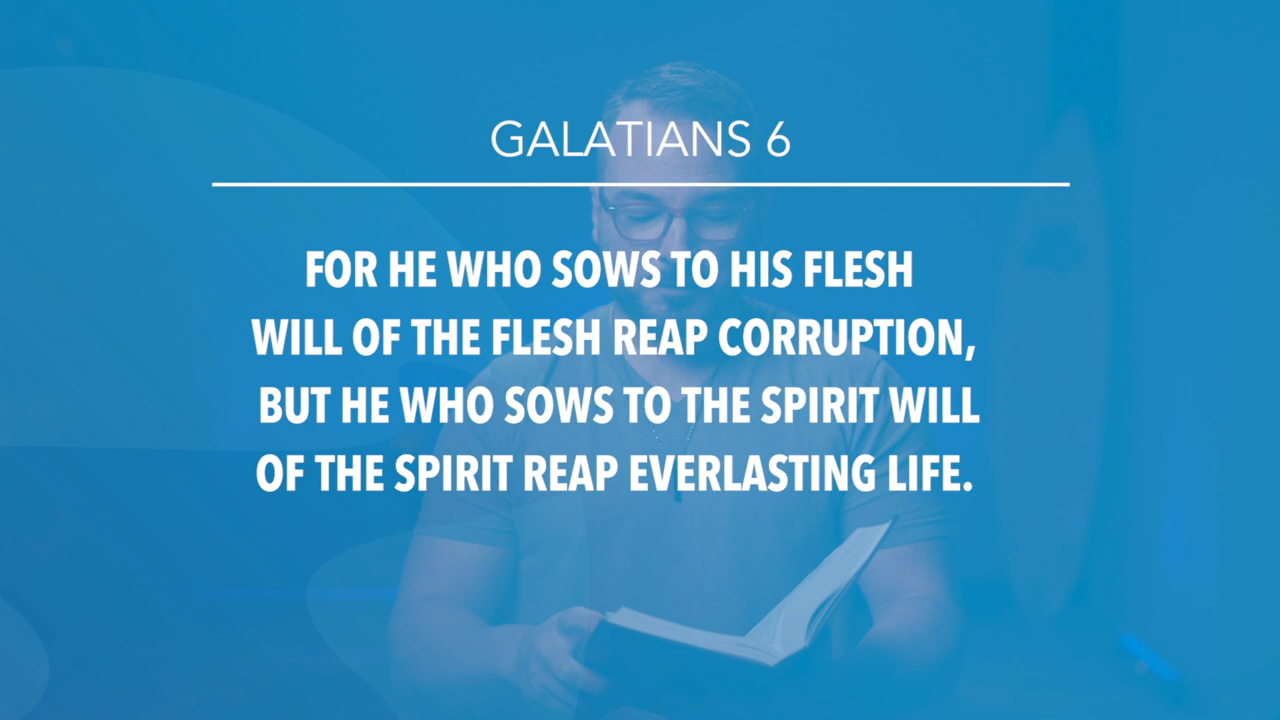 GALATIANS 6
FOR HE WHO SOWS TO HIS FLESH
WILL OF THE FLESH REAP CORRUPTION,
BUT HE WHO SOWS TO THE SPIRIT WILL
OF THE SPIRIT REAP EVERLASTING LIFE.